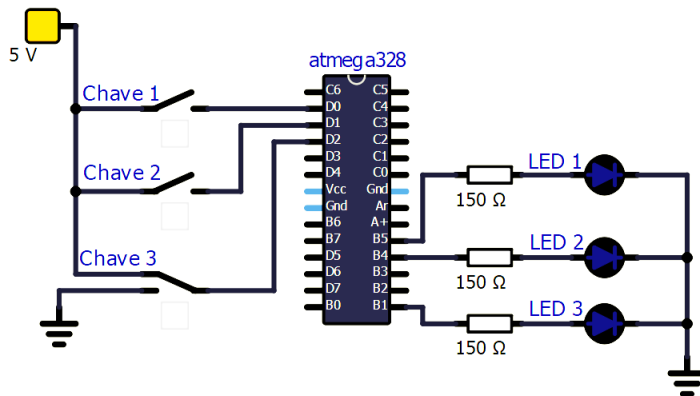 5 V
atmega328
Chave 1
Chave 2
Chave 3
C6
D0
D1
D2
D3
D4
Vcc
Gnd
B6
B7
D5
D6
D7
B0
C5
C4
C3
C2
C1
C0
Gnd
Ar
A+
B5
B4
B3
B2
B1
LED 1
150 Ω
LED 2
150 Ω
LED 3
150 Ω